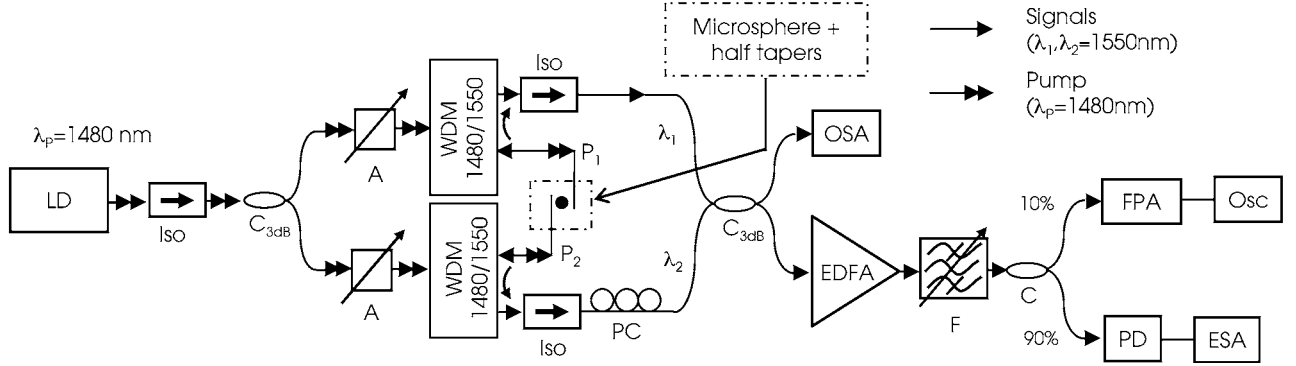 Microsphere +
half tapers
Signals
(λ₁,λ₂=1550nm)
Pump
(λₚ=1480nm)
λₚ=1480 nm
LD
Iso
C₃dB
A
A
WDM
1480/1550
WDM
1480/1550
Iso
Iso
P₁
P₂
PC
λ₁
λ₂
C₃dB
OSA
EDFA
F
C
10%
90%
FPA
Osc
PD
ESA